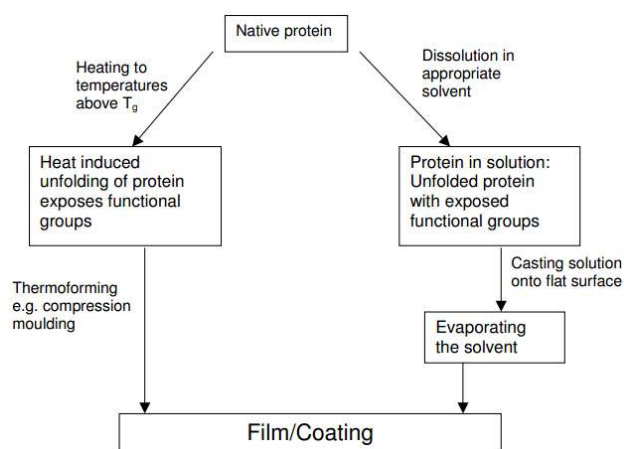 Native protein
Heating to
temperatures
above Tg
Dissolution in
appropriate
solvent
Heat induced
unfolding of protein
exposes functional
groups
Protein in solution:
Unfolded protein
with exposed
functional groups
Thermoforming
e.g. compression
moulding
Casting solution
onto flat surface
Evaporating
the solvent
Film/Coating